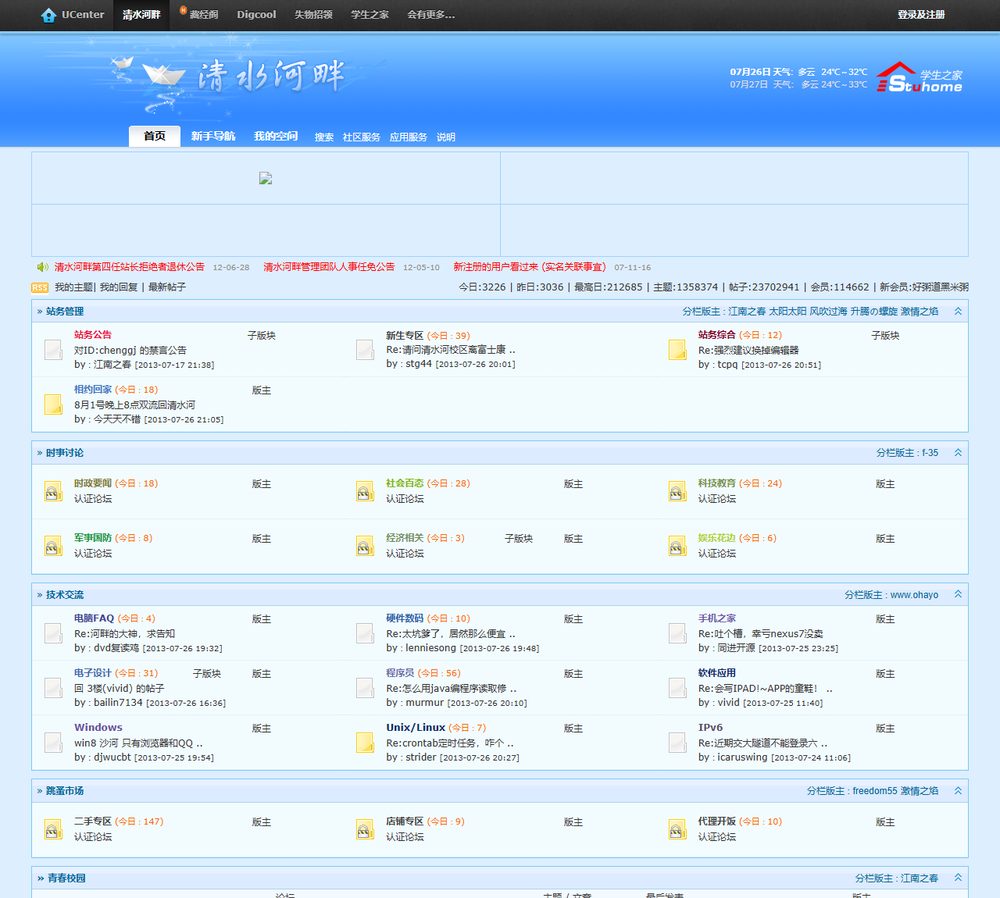 UCenter 清水河畔 藏经阁 Digcool 失物招领 学生之家 会有更多... 登录及注册
清水河畔
07月26日 天气: 多云 24℃~32℃
07月27日 天气: 多云 24℃~33℃
学生之家
Stuhome
首页 新手导航 我的空间 搜索 社区服务 应用服务 说明
清水河畔第四任站长拒绝者退休公告 12-06-28 清水河畔管理团队人事任免公告 12-05-10 新注册的用户看过来 (实名关联事宜) 07-11-16
RSS 我的主题| 我的回复 | 最新帖子 今日:3226 | 昨日:3036 | 最高日:212685 | 主题:1358374 | 帖子:23702941 | 会员:114662 | 新会员:好粥道黑米粥
» 站务管理 分栏版主 : 江南之春 太阳太阳 风吹过海 升腾の螺旋 激情之焰
站务公告 子版块 新生专区 (今日 : 39) 站务综合 (今日 : 12) 子版块
对ID:chenggj 的禁言公告 Re:请问清水河校区离富士康 .. Re:强烈建议换掉编辑器
by : 江南之春 [2013-07-17 21:38] by : stg44 [2013-07-26 20:01] by : tcpq [2013-07-26 20:51]
相约回家 (今日 : 18) 版主
8月1号晚上8点双流回清水河
by : 今天天不错 [2013-07-26 21:05]
» 时事讨论 分栏版主 : f-35
时政要闻 (今日 : 18) 版主 社会百态 (今日 : 28) 版主 科技教育 (今日 : 24) 版主
认证论坛 认证论坛 认证论坛
军事国防 (今日 : 8) 版主 经济相关 (今日 : 3) 子版块 版主 娱乐花边 (今日 : 6) 版主
认证论坛 认证论坛 认证论坛
» 技术交流 分栏版主 : www.ohayo
电脑FAQ (今日 : 4) 版主 硬件数码 (今日 : 10) 版主 手机之家 版主
Re:河畔的大神，求告知 Re:太坑爹了，居然那么便宜 .. Re:吐个槽，幸亏nexus7没卖
by : dvd复读鸡 [2013-07-26 19:32] by : lenniesong [2013-07-26 19:48] by : 同进开源 [2013-07-25 23:25]
电子设计 (今日 : 31) 子版块 版主 程序员 (今日 : 56) 版主 软件应用 版主
回 3楼(vivid) 的帖子 Re:怎么用java编程序读取修 .. Re:会写IPAD!~APP的童鞋！ ..
by : bailin7134 [2013-07-26 16:36] by : murmur [2013-07-26 20:10] by : vivid [2013-07-25 11:40]
Windows 版主 Unix/Linux (今日 : 7) 版主 IPv6 版主
win8 沙河 只有浏览器和QQ .. Re:crontab定时任务，咋个 .. Re:近期交大隧道不能登录六 ..
by : djwucbt [2013-07-25 19:54] by : strider [2013-07-26 20:27] by : icaruswing [2013-07-24 11:06]
» 跳蚤市场 分栏版主 : freedom55 激情之焰
二手专区 (今日 : 147) 版主 店铺专区 (今日 : 9) 版主 代理开饭 (今日 : 10) 版主
认证论坛 认证论坛 认证论坛
» 青春校园 分栏版主 : 江南之春
论坛 主题 / 文章 最后发表 版主